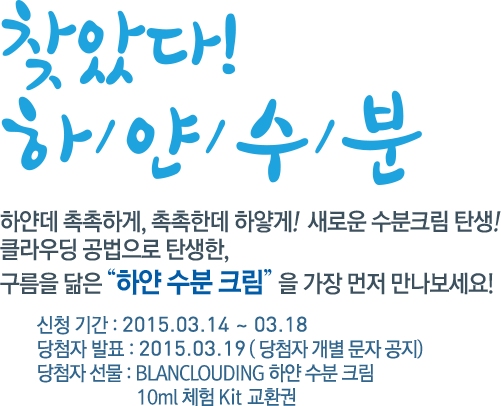 찾았다!
하/얀/수/분
하얀데 촉촉하게, 촉촉한데 하얗게! 새로운 수분크림 탄생!
클라우딩 공법으로 탄생한,
구름을 닮은 “하얀 수분 크림” 을 가장 먼저 만나보세요!
신청 기간 : 2015.03.14 ~ 03.18
당첨자 발표 : 2015.03.19 ( 당첨자 개별 문자 공지)
당첨자 선물 : BLANCLOUDING 하얀 수분 크림
10ml 체험 Kit 교환권